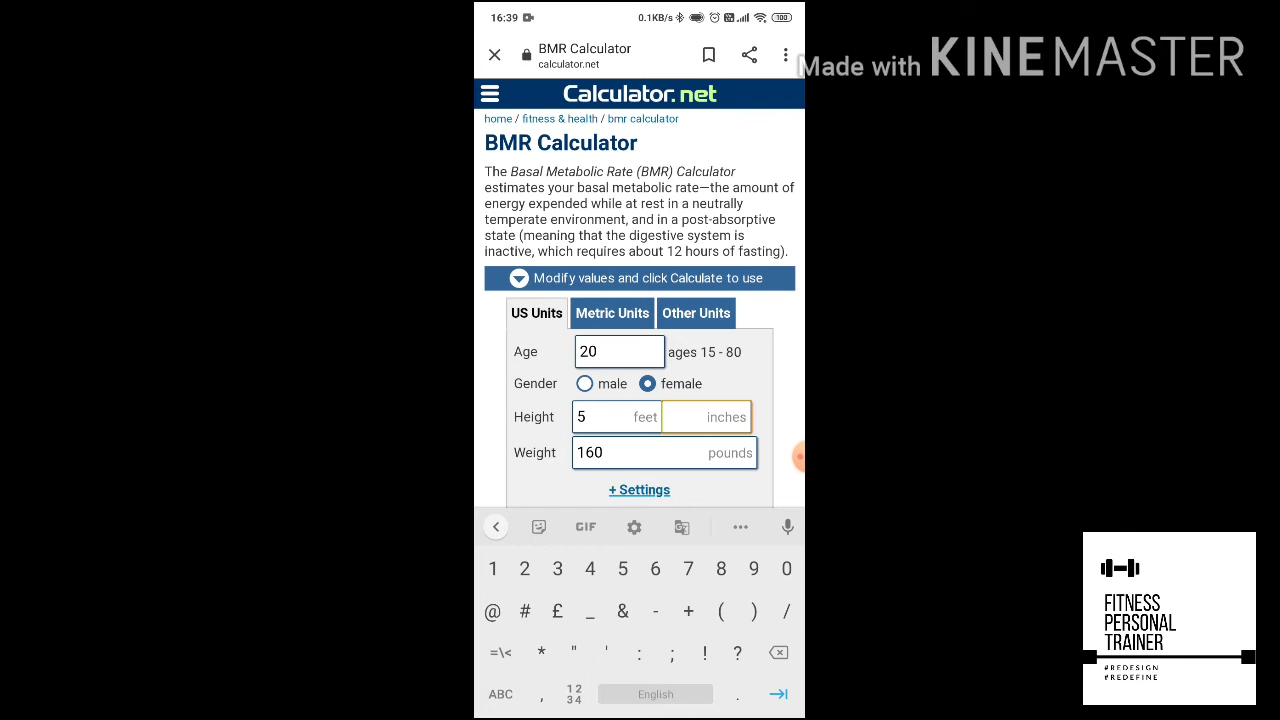 16:39 0.1KB/s 100
Made with KINEMASTER
BMR Calculator
calculator.net
Calculator.net
home / fitness & health / bmr calculator
BMR Calculator
The Basal Metabolic Rate (BMR) Calculator
estimates your basal metabolic rate—the amount of
energy expended while at rest in a neutrally
temperate environment, and in a post-absorptive
state (meaning that the digestive system is
inactive, which requires about 12 hours of fasting).
Modify values and click Calculate to use
US Units Metric Units Other Units
Age 20 ages 15 - 80
Gender male female
Height 5 feet inches
Weight 160 pounds
+ Settings
GIF
1 2 3 4 5 6 7 8 9 0
@ # £ _ & - + ( ) /
=\< * " ' : ; ! ?
ABC , 12 34 English .
FITNESS
PERSONAL
TRAINER
#REDESIGN
#REDEFINE